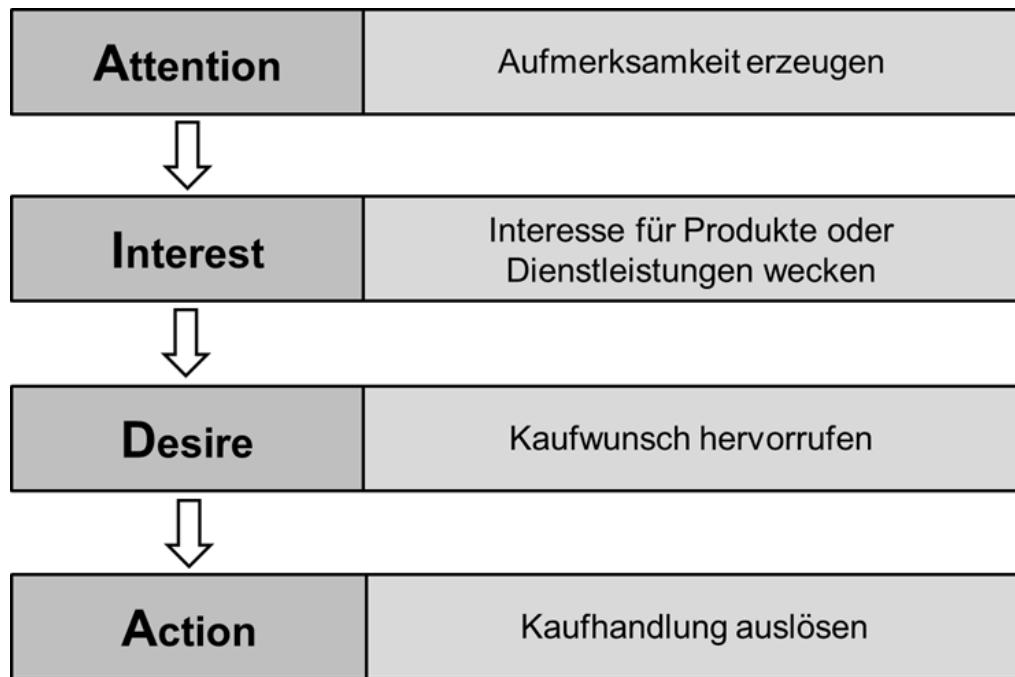 Attention
Aufmerksamkeit erzeugen
Interest
Interesse für Produkte oder
Dienstleistungen wecken
Desire
Kaufwunsch hervorrufen
Action
Kaufhandlung auslösen